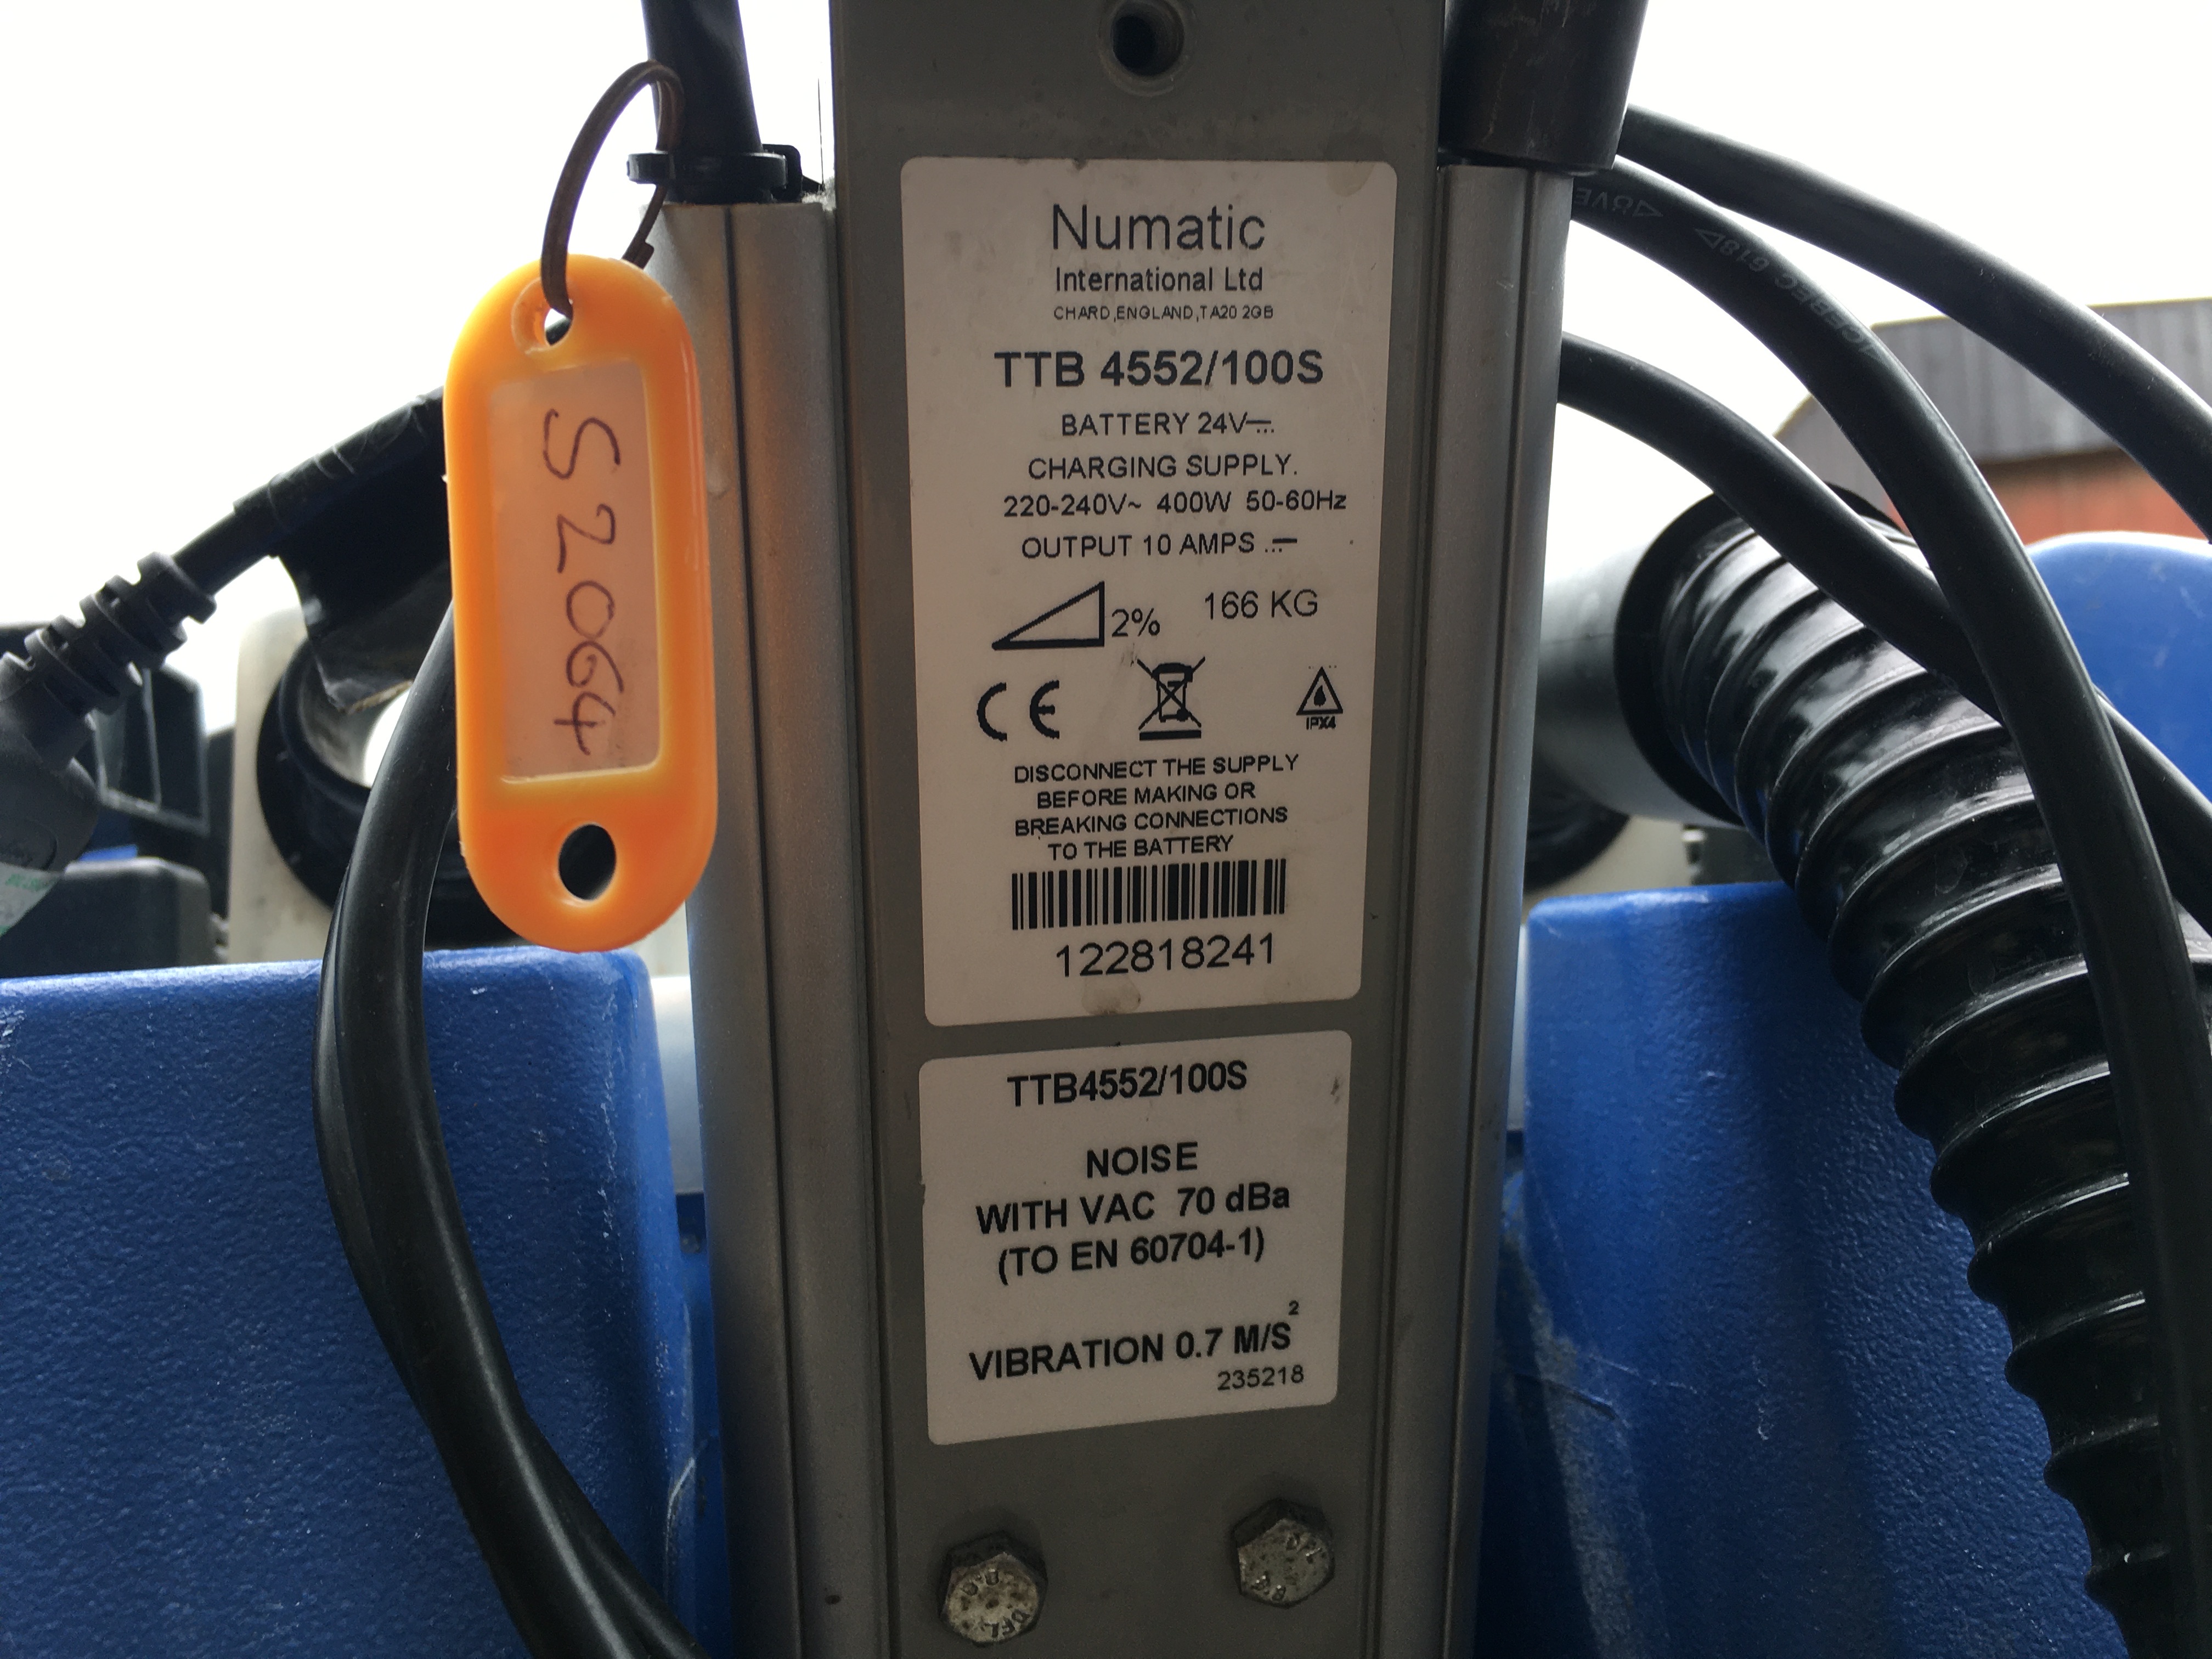 S2064
Numatic
International Ltd
CHARD,ENGLAND,TA20 2GB
TTB 4552/100S
BATTERY 24V
CHARGING SUPPLY.
220-240V~ 400W 50-60Hz
OUTPUT 10 AMPS
2% 166 KG
CE
IPX4
DISCONNECT THE SUPPLY
BEFORE MAKING OR
BREAKING CONNECTIONS
TO THE BATTERY
122818241
TTB4552/100S
NOISE
WITH VAC 70 dBa
(TO EN 60704-1)
VIBRATION 0.7 M/S²
235218